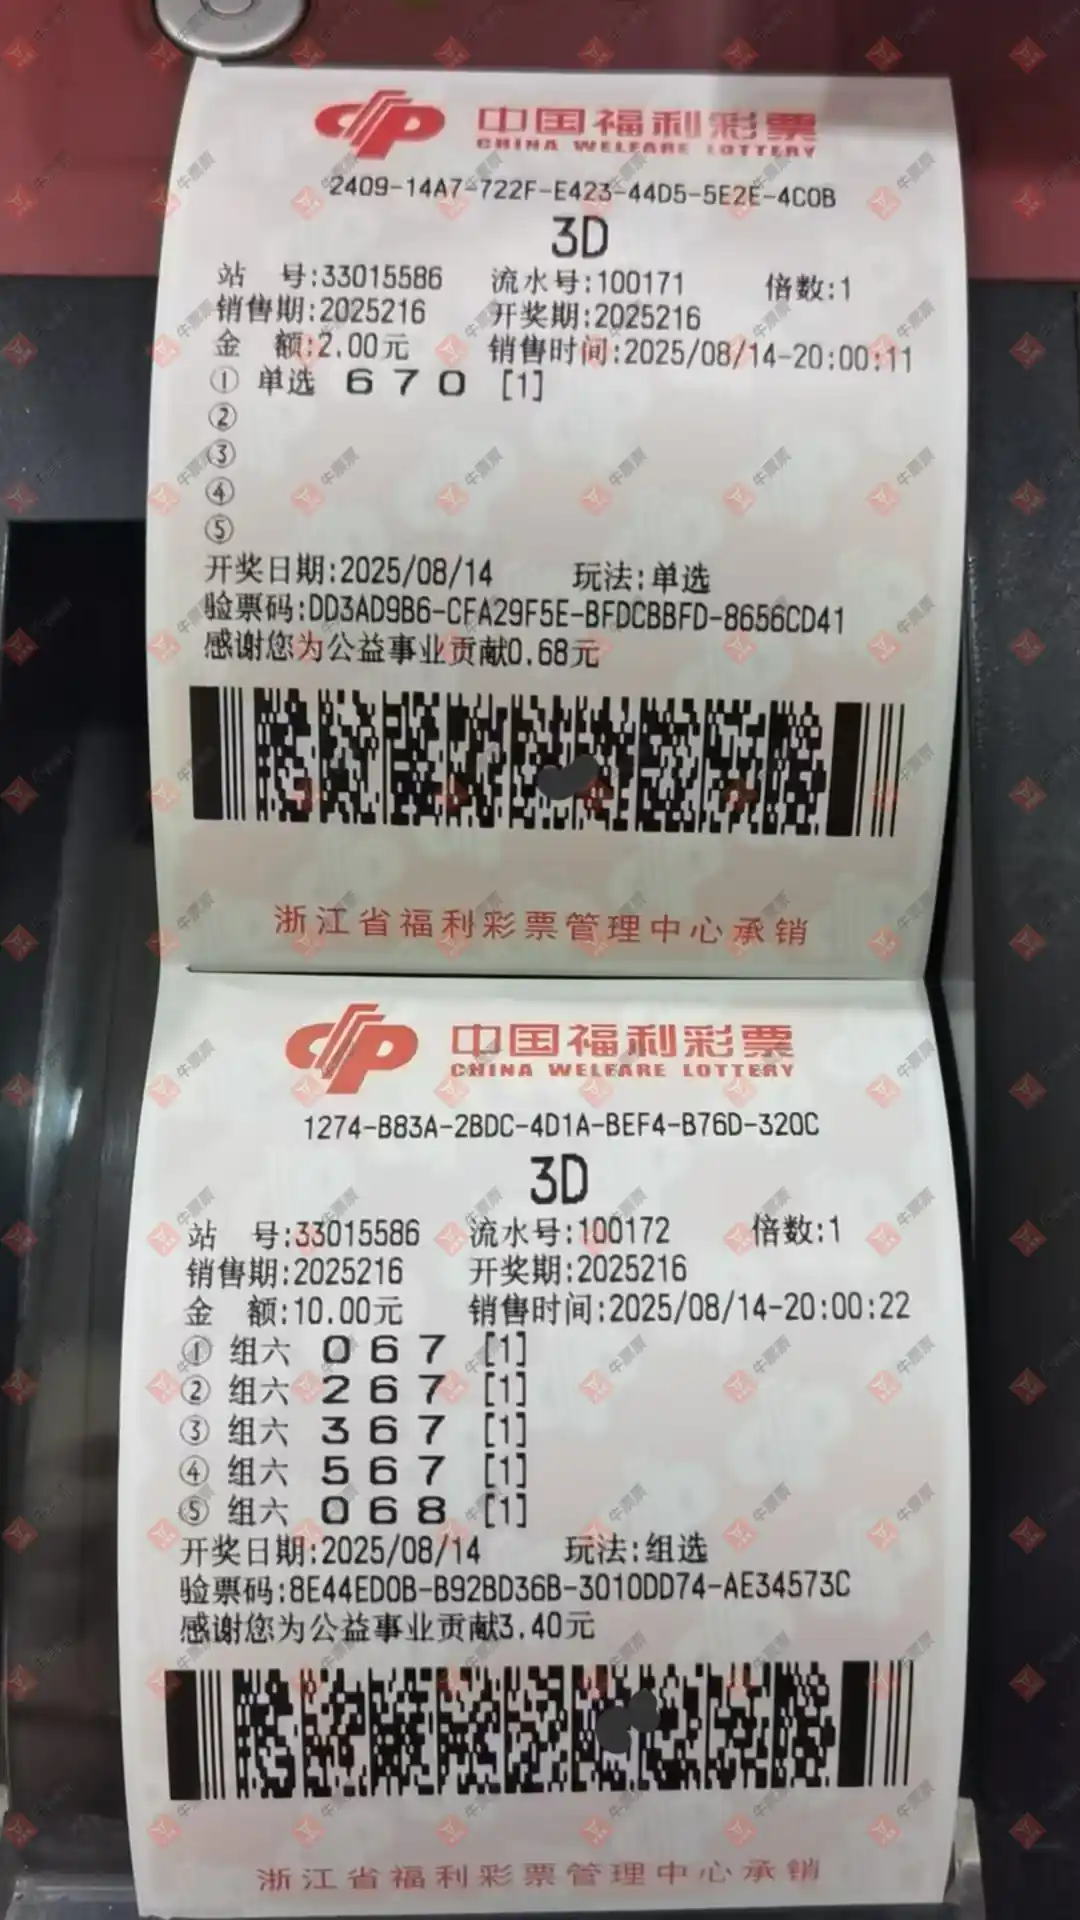 中国福利彩票
CHINA WELFARE LOTTERY
2409-14A7-722F-E423-44D5-5E2E-4C0B
3D
站 号:33015586 流水号:100171 倍数:1
销售期:2025216 开奖期:2025216
金 额:2.00元 销售时间:2025/08/14-20:00:11
① 单选 6 7 0 [1]
②
③
④
⑤
开奖日期:2025/08/14 玩法:单选
验票码:DD3AD9B6-CFA29F5E-BFDCBBFD-8656CD41
感谢您为公益事业贡献0.68元
浙江省福利彩票管理中心承销
中国福利彩票
CHINA WELFARE LOTTERY
1274-B83A-2BDC-4D1A-BEF4-B76D-320C
3D
站 号:33015586 流水号:100172 倍数:1
销售期:2025216 开奖期:2025216
金 额:10.00元 销售时间:2025/08/14-20:00:22
① 组六 0 6 7 [1]
② 组六 2 6 7 [1]
③ 组六 3 6 7 [1]
④ 组六 5 6 7 [1]
⑤ 组六 0 6 8 [1]
开奖日期:2025/08/14 玩法:组选
验票码:8E44ED0B-B92BD36B-3010DD74-AE34573C
感谢您为公益事业贡献3.40元
浙江省福利彩票管理中心承销